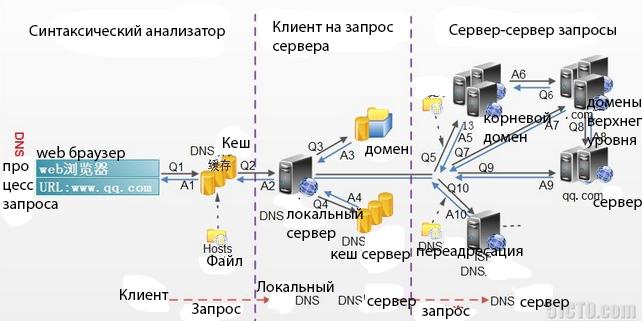 Синтаксический анализатор
Клиент на запрос
сервера
Сервер-сервер запросы
DNS
про
цесс
запроса
web браузер
web浏览器
URL:www.qq.com
Q1
A1
DNS
Кеш
缓存
Hosts
Файл
Q2
A2
Q3
A3
домен
DNS
локальный
сервер
Q4
A4
DNS
кеш сервер
A6
Q6
корневой
домен
13
A5
Q5
Q7
.com
A7
Q8
A8
домены
верхнего
уровня
Q9
A9
qq.com
сервер
Q10
A10
DNS
переадресация
ISP
DNS
Клиент
Запрос
Локальный
DNS
DNS сервер
запрос
DNS сервер
51CTO.com